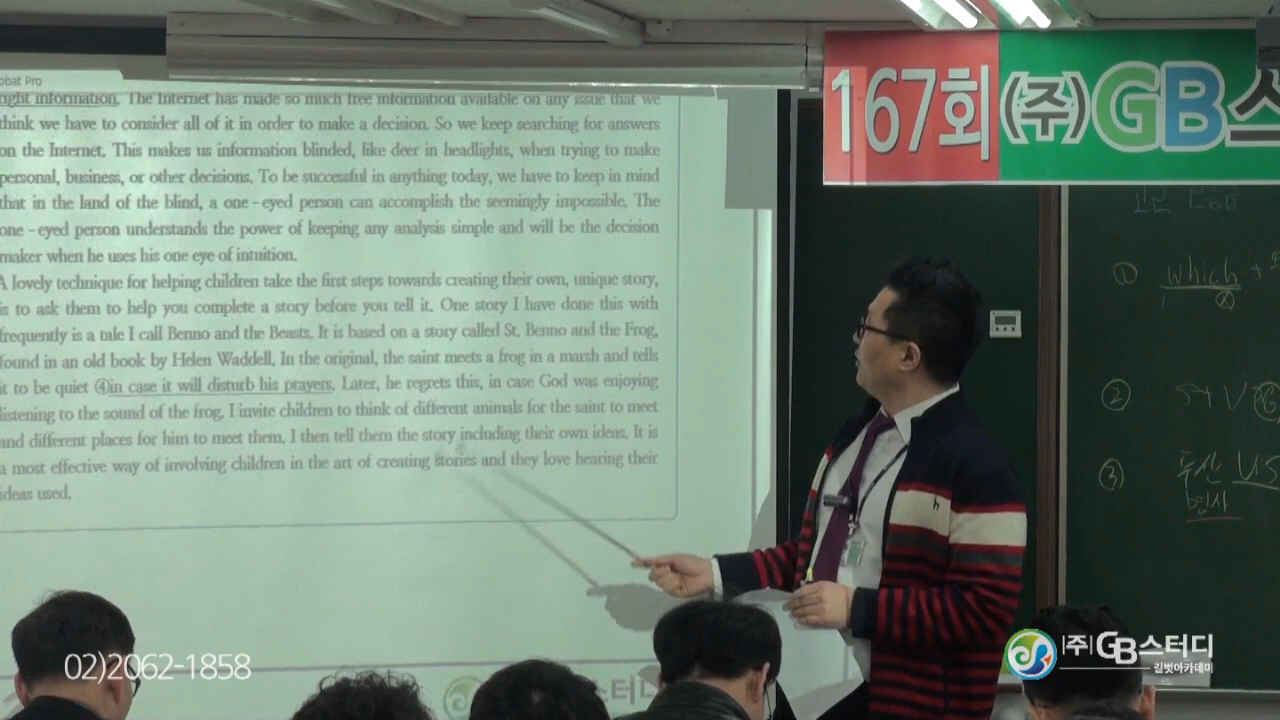 obat Pro
right information. The Internet has made so much free information available on any issue that we
think we have to consider all of it in order to make a decision. So we keep searching for answers
on the Internet. This makes us information blinded, like deer in headlights, when trying to make
personal, business, or other decisions. To be successful in anything today, we have to keep in mind
that in the land of the blind, a one-eyed person can accomplish the seemingly impossible. The
one-eyed person understands the power of keeping any analysis simple and will be the decision
maker when he uses his one eye of intuition.
A lovely technique for helping children take the first steps towards creating their own, unique story,
is to ask them to help you complete a story before you tell it. One story I have done this with
frequently is a tale I call Benno and the Beasts. It is based on a story called St. Benno and the Frog,
found in an old book by Helen Waddell. In the original, the saint meets a frog in a marsh and tells
it to be quiet ④in case it will disturb his prayers. Later, he regrets this, in case God was enjoying
listening to the sound of the frog. I invite children to think of different animals for the saint to meet
and different places for him to meet them. I then tell them the story including their own ideas. It is
a most effective way of involving children in the art of creating stories and they love hearing their
ideas used.
167회 (주)GB스
① which +
② S+V
③ 투산 US
스터디
02)2062-1858
(주)GB스터디
길벗아카데미